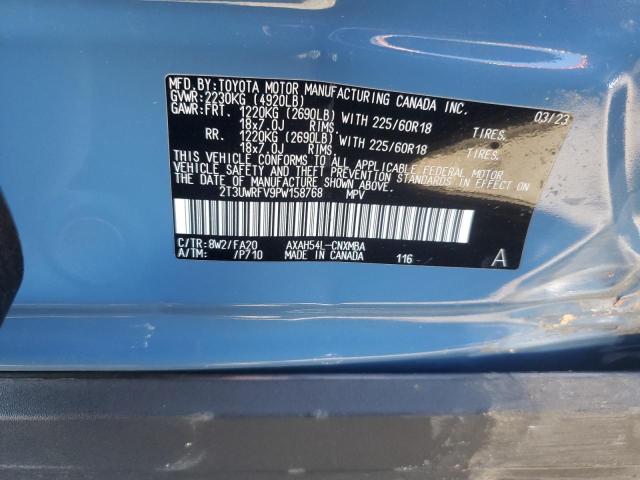 MFD.BY:TOYOTA MOTOR MANUFACTURING CANADA INC.
GVWR: 2230KG (4920LB) 03/23
GAWR:FRT. 1220KG (2690LB) WITH 225/60R18 TIRES.
18x7.0J RIMS.
RR. 1220KG (2690LB) WITH 225/60R18 TIRES.
18x7.0J RIMS.
THIS VEHICLE CONFORMS TO ALL APPLICABLE FEDERAL MOTOR
VEHICLE SAFETY AND THEFT PREVENTION STANDARDS IN EFFECT ON
THE DATE OF MANUFACTURE SHOWN ABOVE.
2T3UWRFV9PW158768 MPV
C/TR: 8W2/FA20 AXAH54L-CNXMBA
A/TM: /P710 MADE IN CANADA 116 A